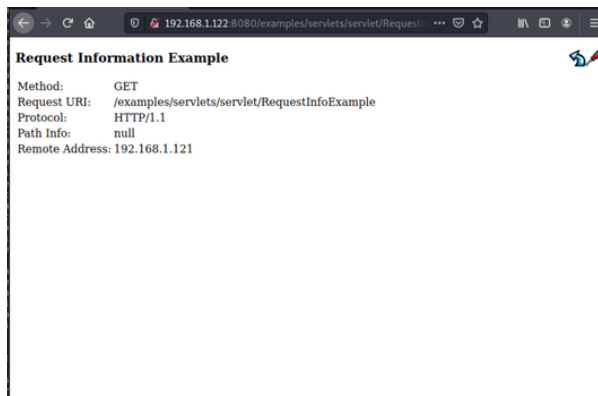 192.168.1.122:8080/examples/servlets/servlet/Request
Request Information Example
Method: GET
Request URI: /examples/servlets/servlet/RequestInfoExample
Protocol: HTTP/1.1
Path Info: null
Remote Address: 192.168.1.121